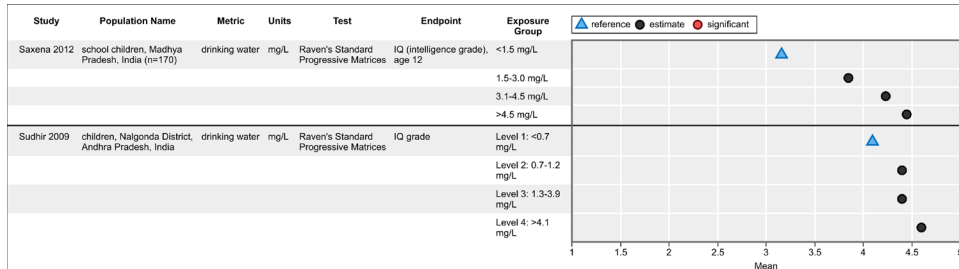 Study Population Name Metric Units Test Endpoint Exposure Group
reference estimate significant
Saxena 2012 school children, Madhya Pradesh, India (n=170) drinking water mg/L Raven's Standard Progressive Matrices IQ (intelligence grade), age 12 <1.5 mg/L
1.5-3.0 mg/L
3.1-4.5 mg/L
>4.5 mg/L
Sudhir 2009 children, Nalgonda District, Andhra Pradesh, India drinking water mg/L Raven's Standard Progressive Matrices IQ grade Level 1: <0.7 mg/L
Level 2: 0.7-1.2 mg/L
Level 3: 1.3-3.9 mg/L
Level 4: >4.1 mg/L
1 1.5 2 2.5 3 3.5 4 4.5 5
Mean